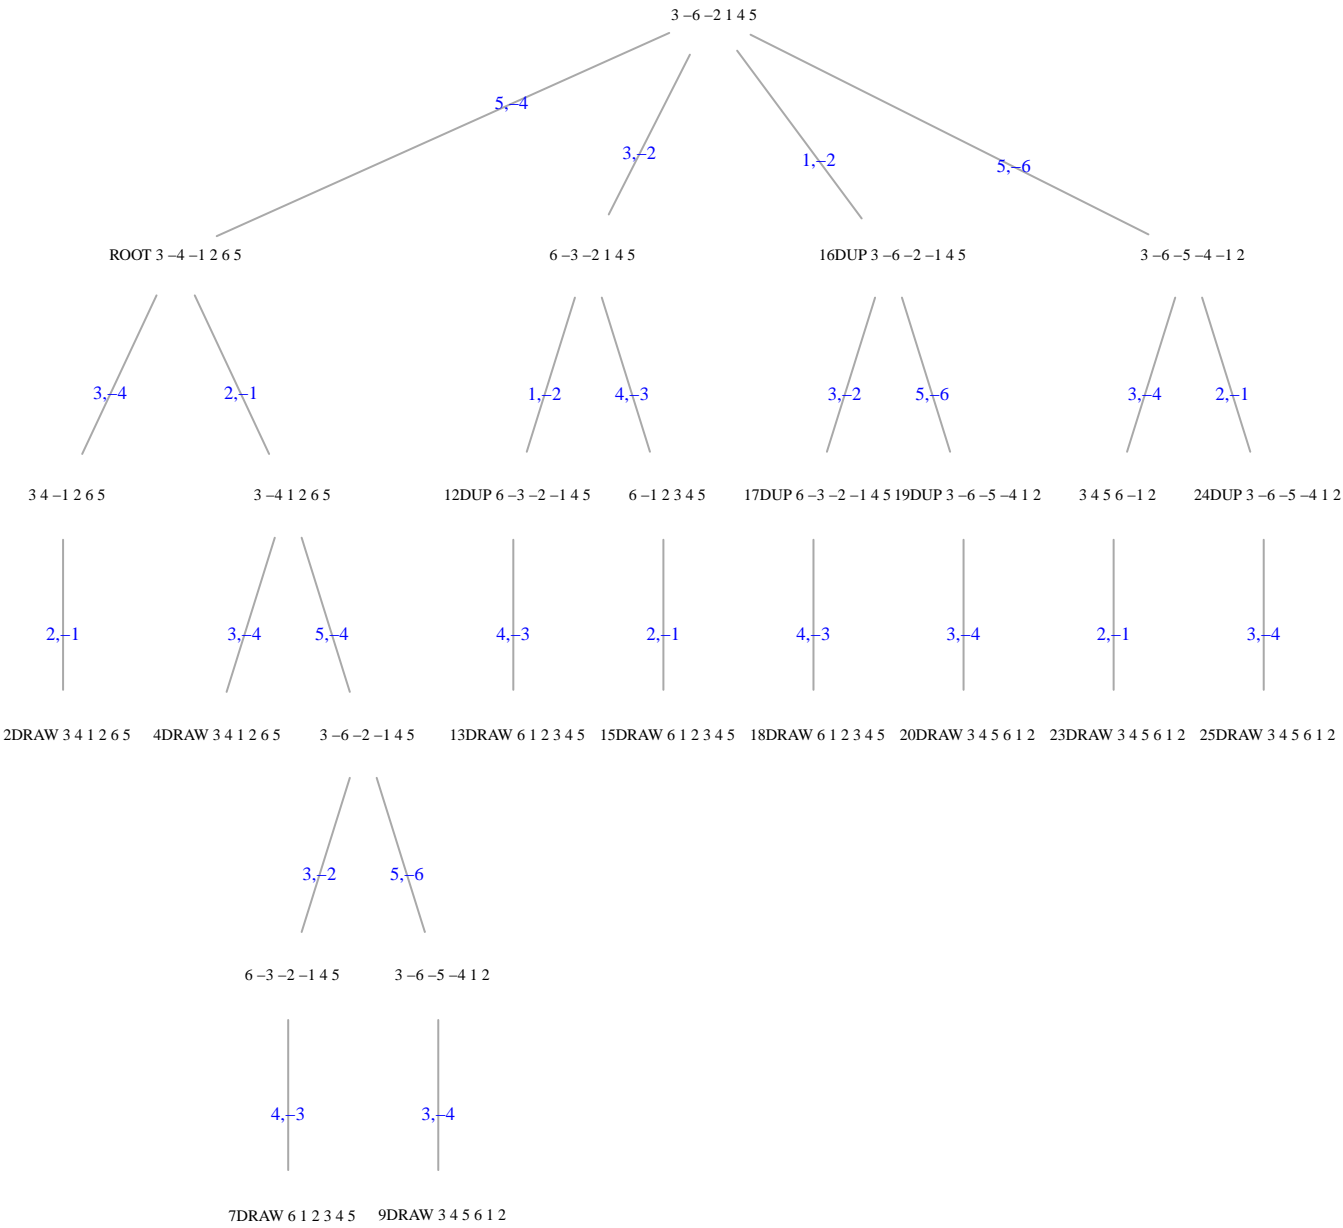 3 –6 –2 1 4 5
5,–4
3,–2
1,–2
5,–6
ROOT 3 –4 –1 2 6 5
6 –3 –2 1 4 5
16DUP 3 –6 –2 –1 4 5
3 –6 –5 –4 –1 2
3,–4
2,–1
1,–2
4,–3
3,–2
5,–6
3,–4
2,–1
3 4 –1 2 6 5
3 –4 1 2 6 5
12DUP 6 –3 –2 –1 4 5
6 –1 2 3 4 5
17DUP 6 –3 –2 –1 4 5
19DUP 3 –6 –5 –4 1 2
3 4 5 6 –1 2
24DUP 3 –6 –5 –4 1 2
2,–1
3,–4
5,–4
4,–3
2,–1
4,–3
3,–4
2,–1
3,–4
2DRAW 3 4 1 2 6 5
4DRAW 3 4 1 2 6 5
3 –6 –2 –1 4 5
13DRAW 6 1 2 3 4 5
15DRAW 6 1 2 3 4 5
18DRAW 6 1 2 3 4 5
20DRAW 3 4 5 6 1 2
23DRAW 3 4 5 6 1 2
25DRAW 3 4 5 6 1 2
3,–2
5,–6
6 –3 –2 –1 4 5
3 –6 –5 –4 1 2
4,–3
3,–4
7DRAW 6 1 2 3 4 5
9DRAW 3 4 5 6 1 2